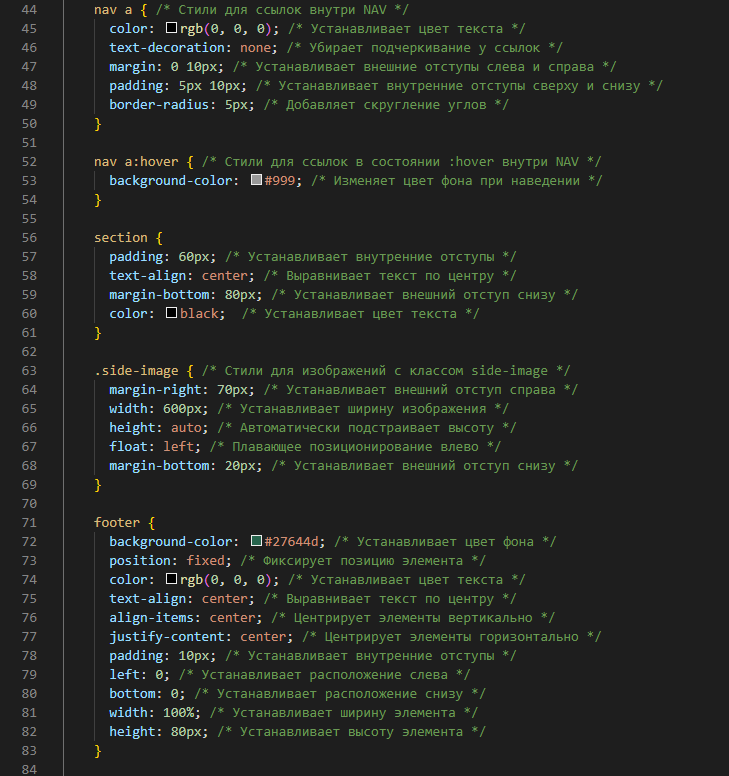 44 nav a { /* Стили для ссылок внутри NAV */
45 color: rgb(0, 0, 0); /* Устанавливает цвет текста */
46 text-decoration: none; /* Убирает подчеркивание у ссылок */
47 margin: 0 10px; /* Устанавливает внешние отступы слева и справа */
48 padding: 5px 10px; /* Устанавливает внутренние отступы сверху и снизу */
49 border-radius: 5px; /* Добавляет скругление углов */
50 }
51
52 nav a:hover { /* Стили для ссылок в состоянии :hover внутри NAV */
53 background-color: #999; /* Изменяет цвет фона при наведении */
54 }
55
56 section {
57 padding: 60px; /* Устанавливает внутренние отступы */
58 text-align: center; /* Выравнивает текст по центру */
59 margin-bottom: 80px; /* Устанавливает внешний отступ снизу */
60 color: black; /* Устанавливает цвет текста */
61 }
62
63 .side-image { /* Стили для изображений с классом side-image */
64 margin-right: 70px; /* Устанавливает внешний отступ справа */
65 width: 600px; /* Устанавливает ширину изображения */
66 height: auto; /* Автоматически подстраивает высоту */
67 float: left; /* Плавающее позиционирование влево */
68 margin-bottom: 20px; /* Устанавливает внешний отступ снизу */
69 }
70
71 footer {
72 background-color: #27644d; /* Устанавливает цвет фона */
73 position: fixed; /* Фиксирует позицию элемента */
74 color: rgb(0, 0, 0); /* Устанавливает цвет текста */
75 text-align: center; /* Выравнивает текст по центру */
76 align-items: center; /* Центрирует элементы вертикально */
77 justify-content: center; /* Центрирует элементы горизонтально */
78 padding: 10px; /* Устанавливает внутренние отступы */
79 left: 0; /* Устанавливает расположение слева */
80 bottom: 0; /* Устанавливает расположение снизу */
81 width: 100%; /* Устанавливает ширину элемента */
82 height: 80px; /* Устанавливает высоту элемента */
83 }
84